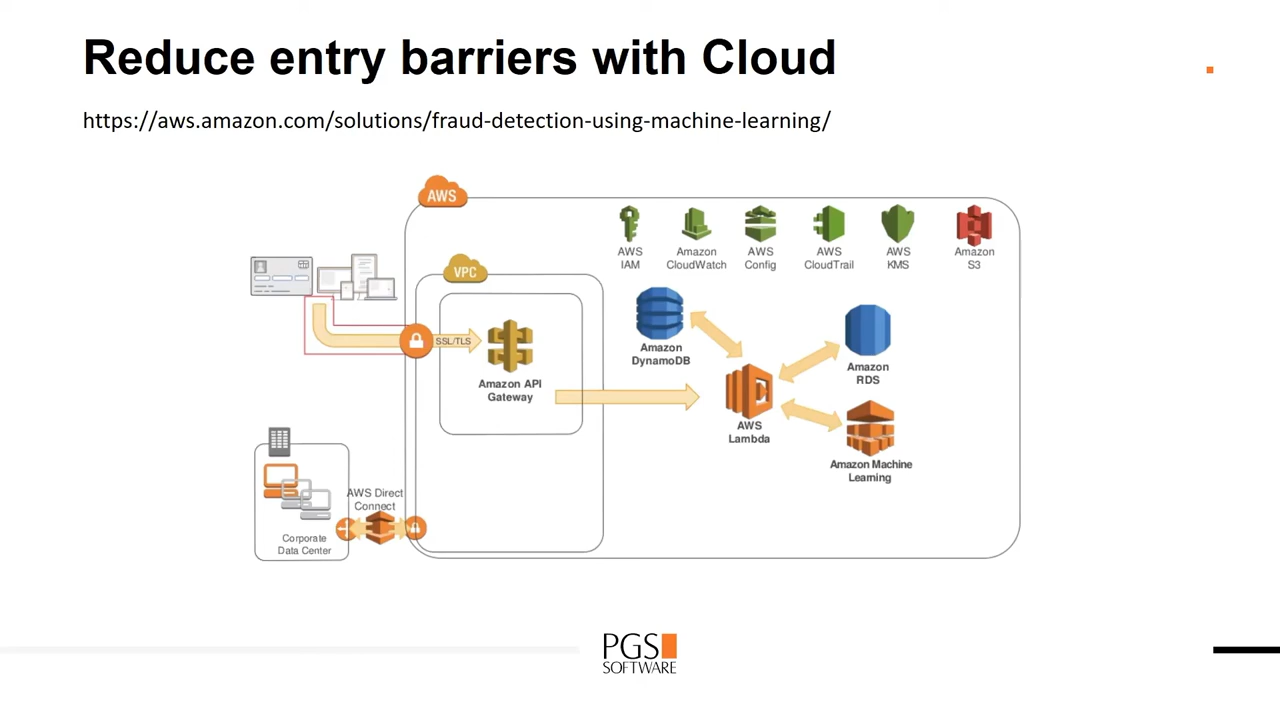 Reduce entry barriers with Cloud
https://aws.amazon.com/solutions/fraud-detection-using-machine-learning/
AWS
AWS
IAM
Amazon
CloudWatch
AWS
Config
AWS
CloudTrail
AWS
KMS
Amazon
S3
VPC
SSL/TLS
Amazon API
Gateway
Amazon
DynamoDB
AWS
Lambda
Amazon
RDS
Amazon Machine
Learning
AWS Direct
Connect
Corporate
Data Center
PGS
SOFTWARE